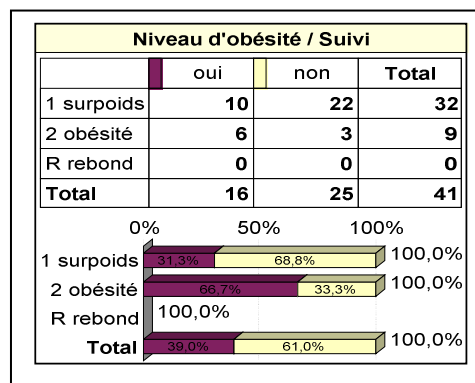 Niveau d'obésité / Suivi
oui non Total
1 surpoids 10 22 32
2 obésité 6 3 9
R rebond 0 0 0
Total 16 25 41
0% 50% 100%
1 surpoids 31,3% 68,8% 100,0%
2 obésité 66,7% 33,3% 100,0%
R rebond 100,0%
Total 39,0% 61,0% 100,0%